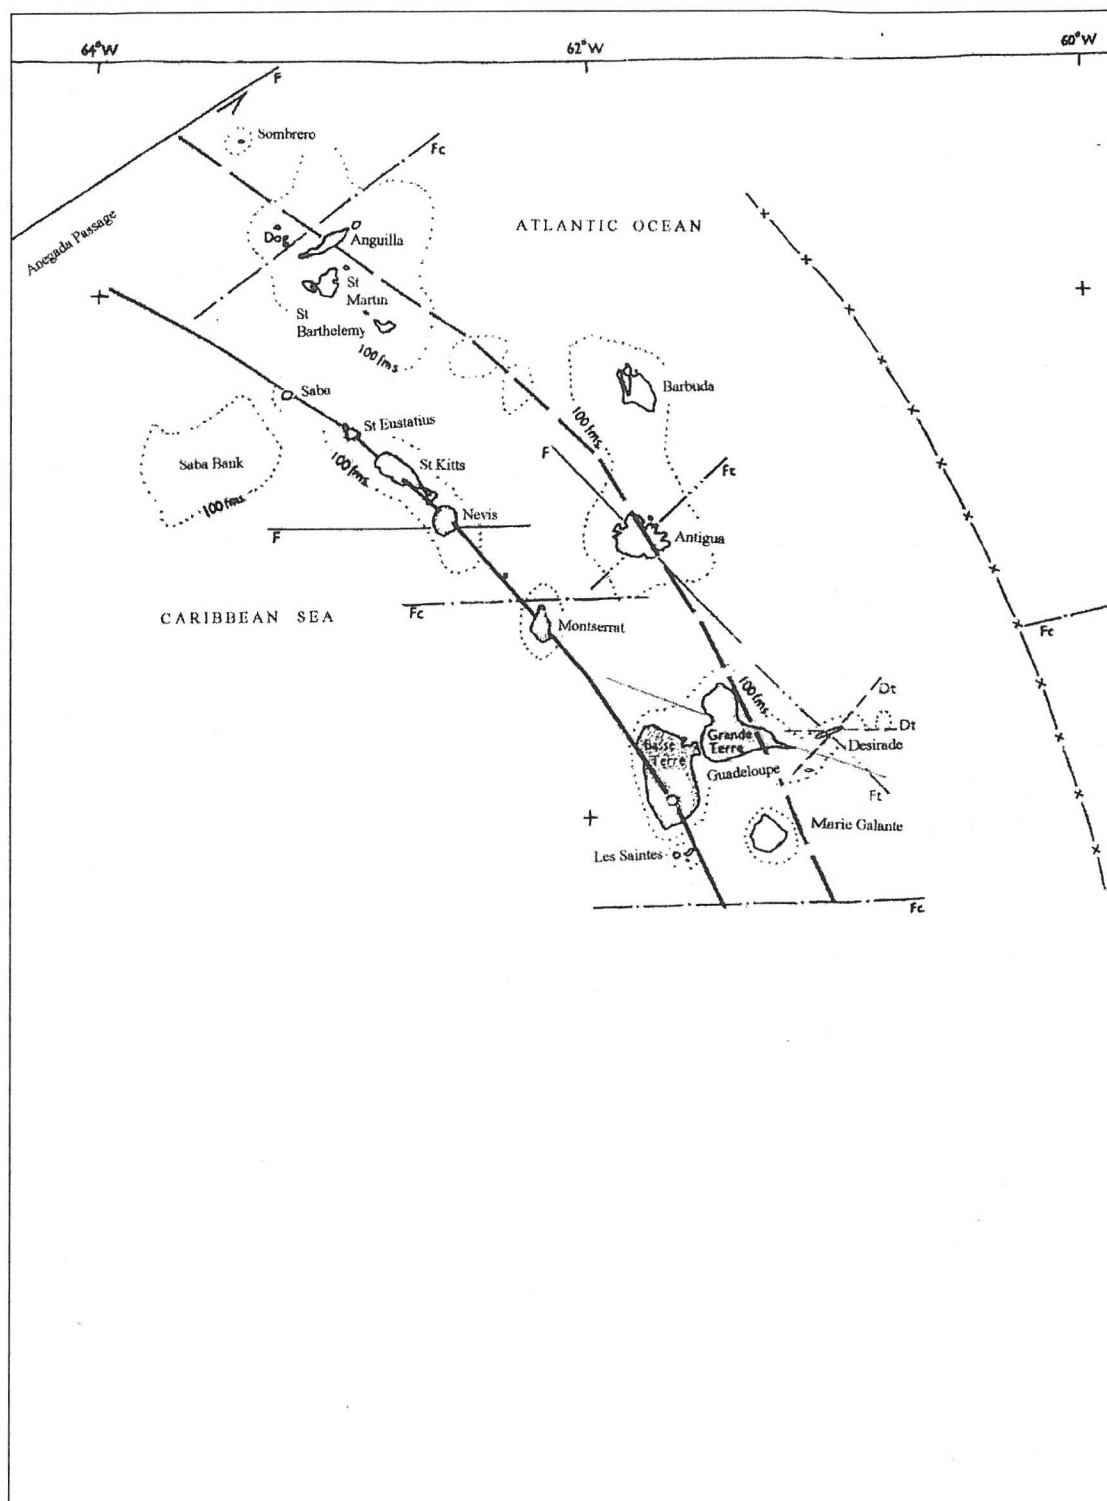 64°W
62°W
60°W
F
Sombrero
Fc
Anegada Passage
ATLANTIC OCEAN
Dog
Anguilla
St
Martin
St
Barthelemy
100 fms.
Saba
Barbuda
100 fms.
St Eustatius
F
Saba Bank
100 fms.
St Kitts
Ft
100 fms.
Nevis
F
Antigua
CARIBBEAN SEA
Fc
Montserrat
Fc
100 fms.
Dt
Dt
Basse
Terre
Grande
Terre
Desirade
Guadeloupe
Ft
Marie Galante
Les Saintes
Fc